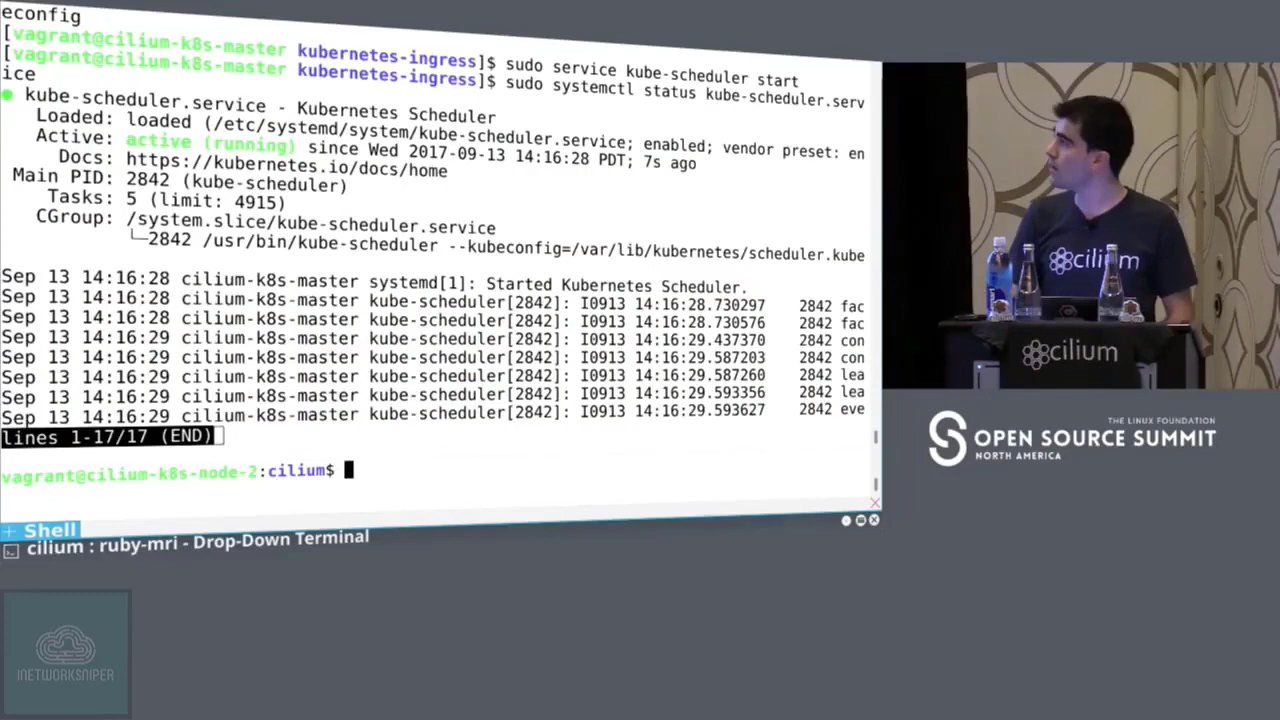 econfig
[vagrant@cilium-k8s-master kubernetes-ingress]$ sudo service kube-scheduler start
[vagrant@cilium-k8s-master kubernetes-ingress]$ sudo systemctl status kube-scheduler.serv
ice
● kube-scheduler.service - Kubernetes Scheduler
Loaded: loaded (/etc/systemd/system/kube-scheduler.service; enabled; vendor preset: en
Active: active (running) since Wed 2017-09-13 14:16:28 PDT; 7s ago
Docs: https://kubernetes.io/docs/home
Main PID: 2842 (kube-scheduler)
Tasks: 5 (limit: 4915)
CGroup: /system.slice/kube-scheduler.service
└─2842 /usr/bin/kube-scheduler --kubeconfig=/var/lib/kubernetes/scheduler.kube
Sep 13 14:16:28 cilium-k8s-master systemd[1]: Started Kubernetes Scheduler.
Sep 13 14:16:28 cilium-k8s-master kube-scheduler[2842]: I0913 14:16:28.730297 2842 fac
Sep 13 14:16:28 cilium-k8s-master kube-scheduler[2842]: I0913 14:16:28.730576 2842 fac
Sep 13 14:16:29 cilium-k8s-master kube-scheduler[2842]: I0913 14:16:29.437370 2842 con
Sep 13 14:16:29 cilium-k8s-master kube-scheduler[2842]: I0913 14:16:29.587203 2842 con
Sep 13 14:16:29 cilium-k8s-master kube-scheduler[2842]: I0913 14:16:29.587260 2842 lea
Sep 13 14:16:29 cilium-k8s-master kube-scheduler[2842]: I0913 14:16:29.593356 2842 lea
Sep 13 14:16:29 cilium-k8s-master kube-scheduler[2842]: I0913 14:16:29.593627 2842 eve
lines 1-17/17 (END)
vagrant@cilium-k8s-node-2:cilium$
+ Shell
cilium : ruby-mri - Drop-Down Terminal
cilium
cilium
THE LINUX FOUNDATION
OPEN SOURCE SUMMIT
NORTH AMERICA
INETWORKSNIPER